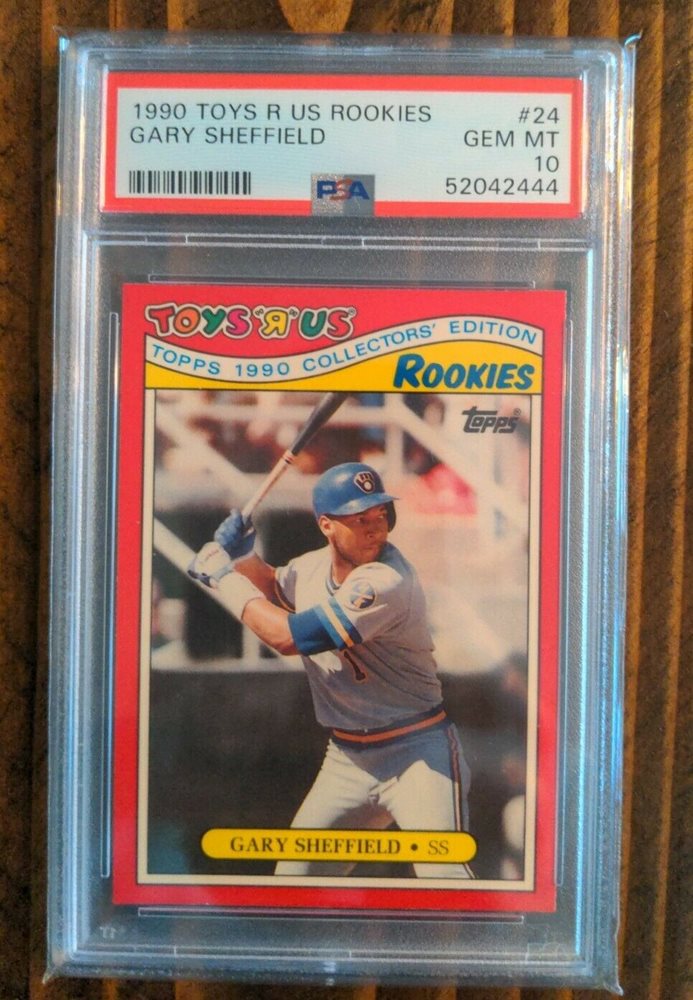 1990 TOYS R US ROOKIES #24
GARY SHEFFIELD GEM MT
10
PSA 52042444
TOYS "Я" US®
TOPPS 1990 COLLECTORS' EDITION
ROOKIES
Topps®
1
GARY SHEFFIELD • SS